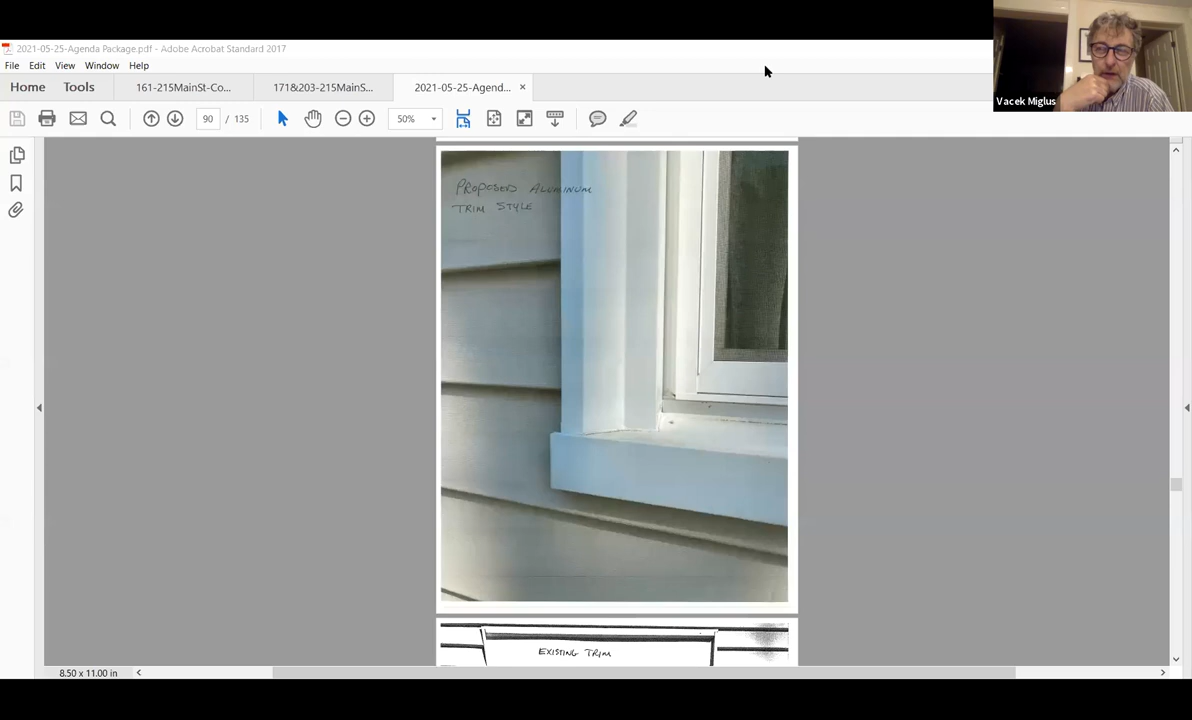 2021-05-25-Agenda Package.pdf - Adobe Acrobat Standard 2017
File Edit View Window Help
Home Tools 161-215MainSt-Co... 171&203-215MainS... 2021-05-25-Agend... ×
90 / 135 50%
Vacek Miglus
PROPOSED ALUMINUM
TRIM STYLE
EXISTING TRIM
8.50 x 11.00 in